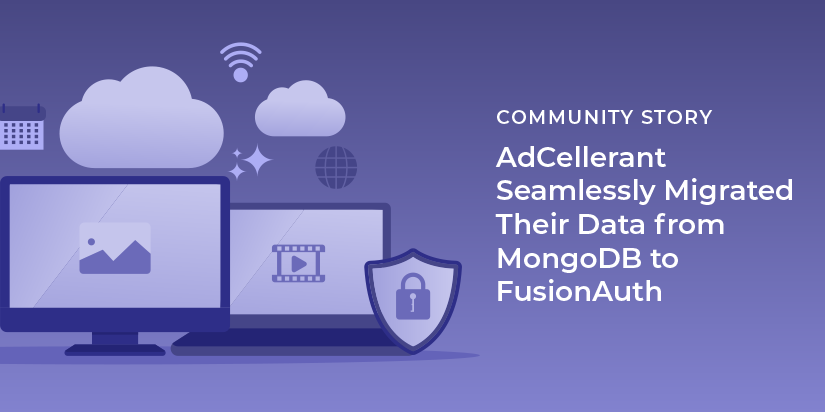 COMMUNITY STORY
AdCellerant
Seamlessly Migrated
Their Data from
MongoDB to
FusionAuth